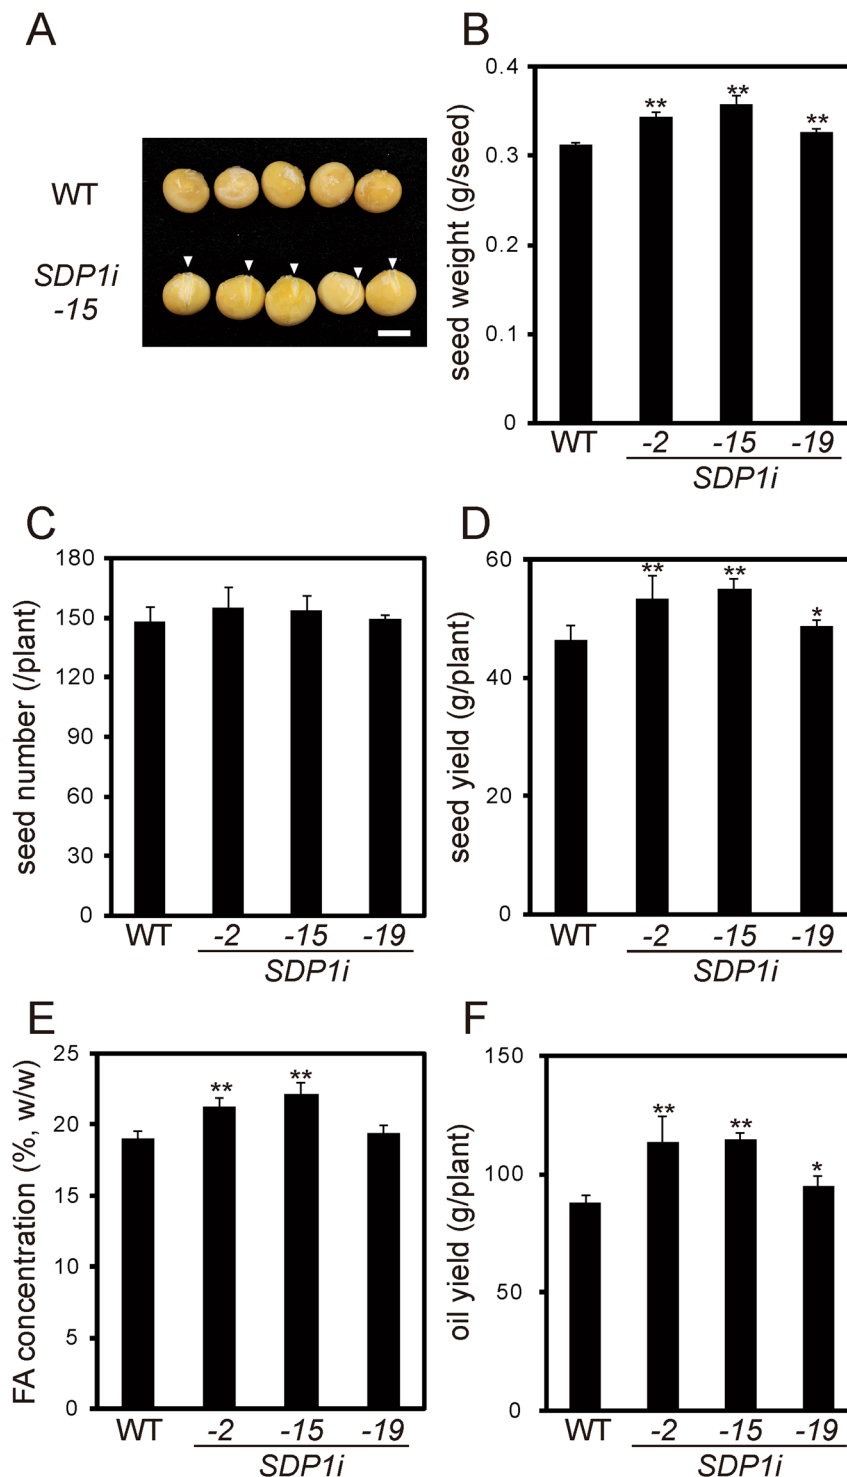 A
WT
SDP1i
-15
B
seed weight (g/seed)
0.4
0.3
0.2
0.1
0
** ** **
WT -2 -15 -19
SDP1i
C
seed number (/plant)
180
150
120
90
60
30
0
WT -2 -15 -19
SDP1i
D
seed yield (g/plant)
60
40
20
0
** ** *
WT -2 -15 -19
SDP1i
E
FA concentration (%, w/w)
25
20
15
10
5
0
** **
WT -2 -15 -19
SDP1i
F
oil yield (g/plant)
150
100
50
0
** ** *
WT -2 -15 -19
SDP1i